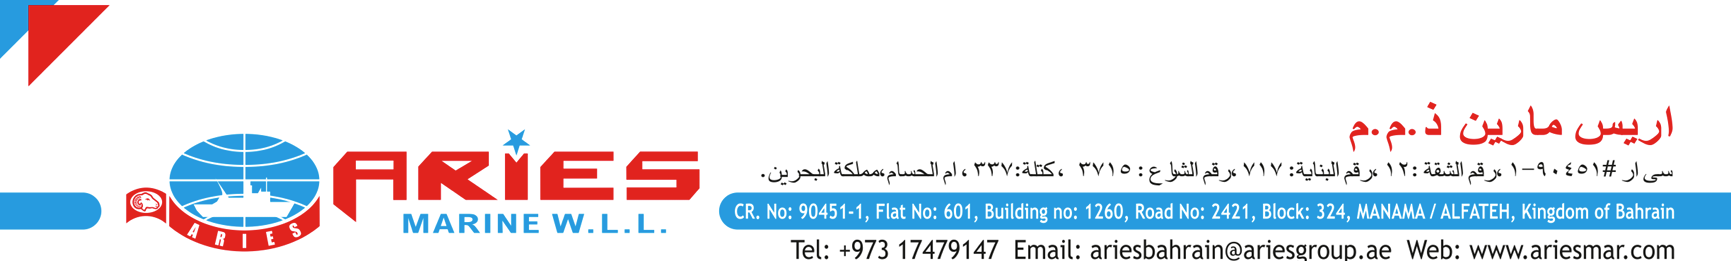 ARIES
ARIES
MARINE W.L.L.
اريس مارين ذ.م.م
سى ار #٩٠٤٥١-١ ،رقم الشقة :١٢ ،رقم البناية: ٧١٧ ،رقم الشارع : ٣٧١٥ ، كتلة:٣٣٧ ، ام الحسام،مملكة البحرين.
CR. No: 90451-1, Flat No: 601, Building no: 1260, Road No: 2421, Block: 324, MANAMA / ALFATEH, Kingdom of Bahrain
Tel: +973 17479147 Email: ariesbahrain@ariesgroup.ae Web: www.ariesmar.com